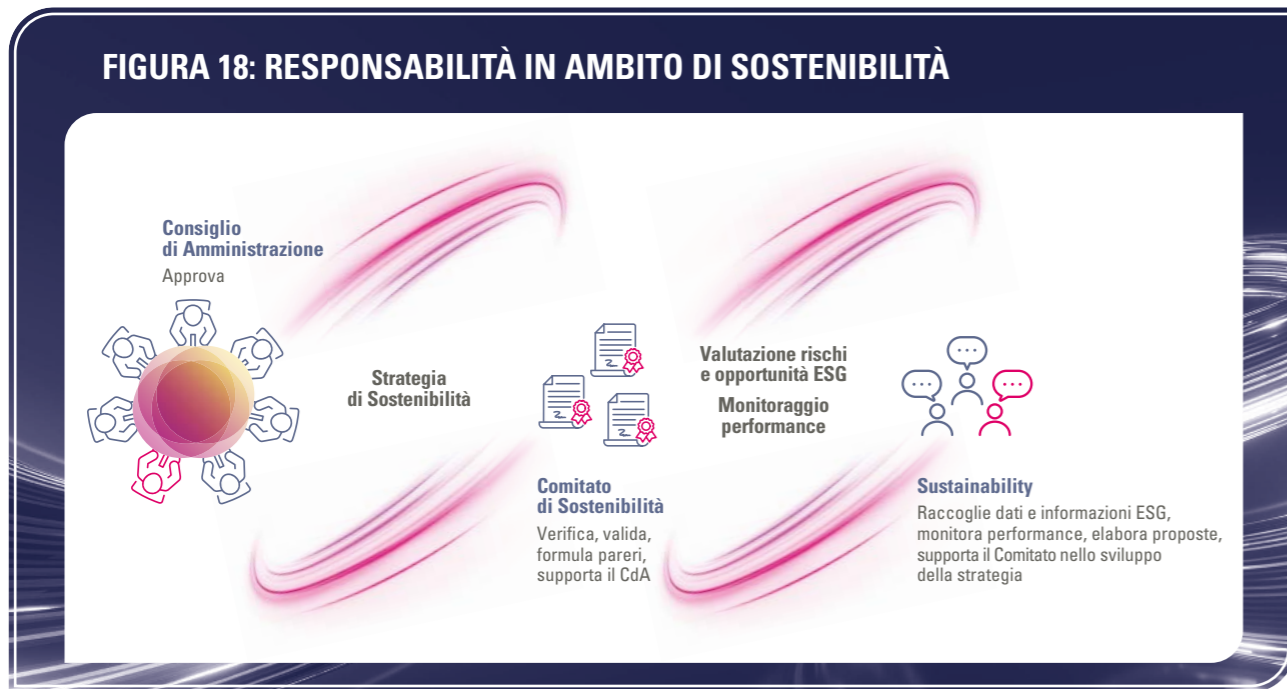 FIGURA 18: RESPONSABILITÀ IN AMBITO DI SOSTENIBILITÀ
Consiglio
di Amministrazione
Approva
Strategia
di Sostenibilità
Comitato
di Sostenibilità
Verifica, valida,
formula pareri,
supporta il CdA
Valutazione rischi
e opportunità ESG
Monitoraggio
performance
Sustainability
Raccoglie dati e informazioni ESG,
monitora performance, elabora proposte,
supporta il Comitato nello sviluppo
della strategia